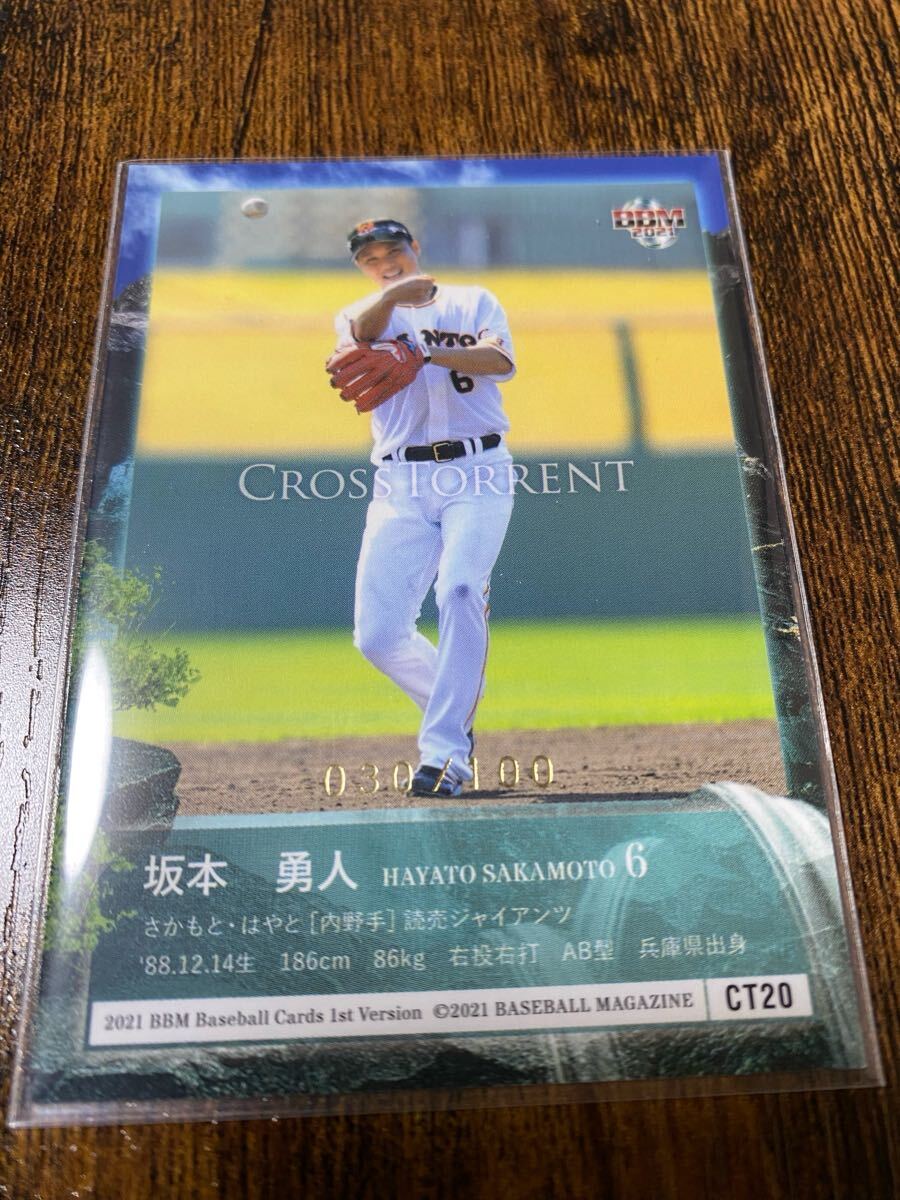 BBM
2021
NTO
6
CROSS TORRENT
030/100
坂本 勇人 HAYATO SAKAMOTO 6
さかもと・はやと [内野手] 読売ジャイアンツ
'88.12.14生 186cm 86kg 右投右打 AB型 兵庫県出身
2021 BBM Baseball Cards 1st Version ©2021 BASEBALL MAGAZINE CT20